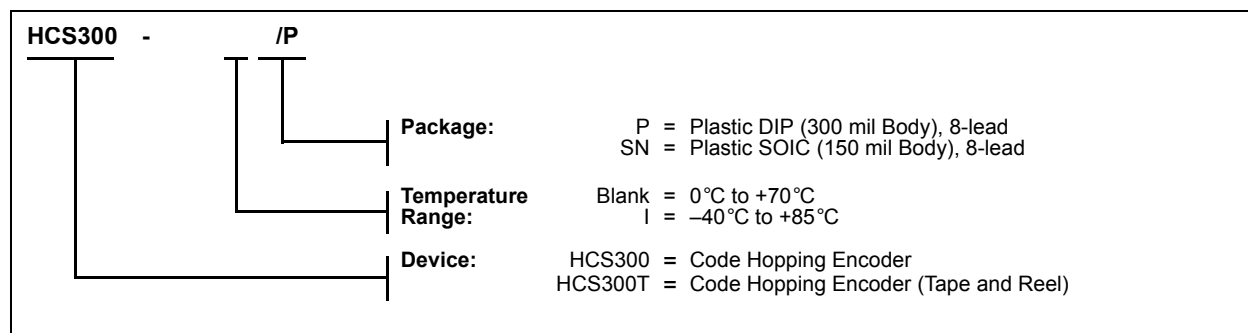 HCS300 - /P
Package: P = Plastic DIP (300 mil Body), 8-lead
SN = Plastic SOIC (150 mil Body), 8-lead
Temperature Blank = 0°C to +70°C
Range: I = –40°C to +85°C
Device: HCS300 = Code Hopping Encoder
HCS300T = Code Hopping Encoder (Tape and Reel)